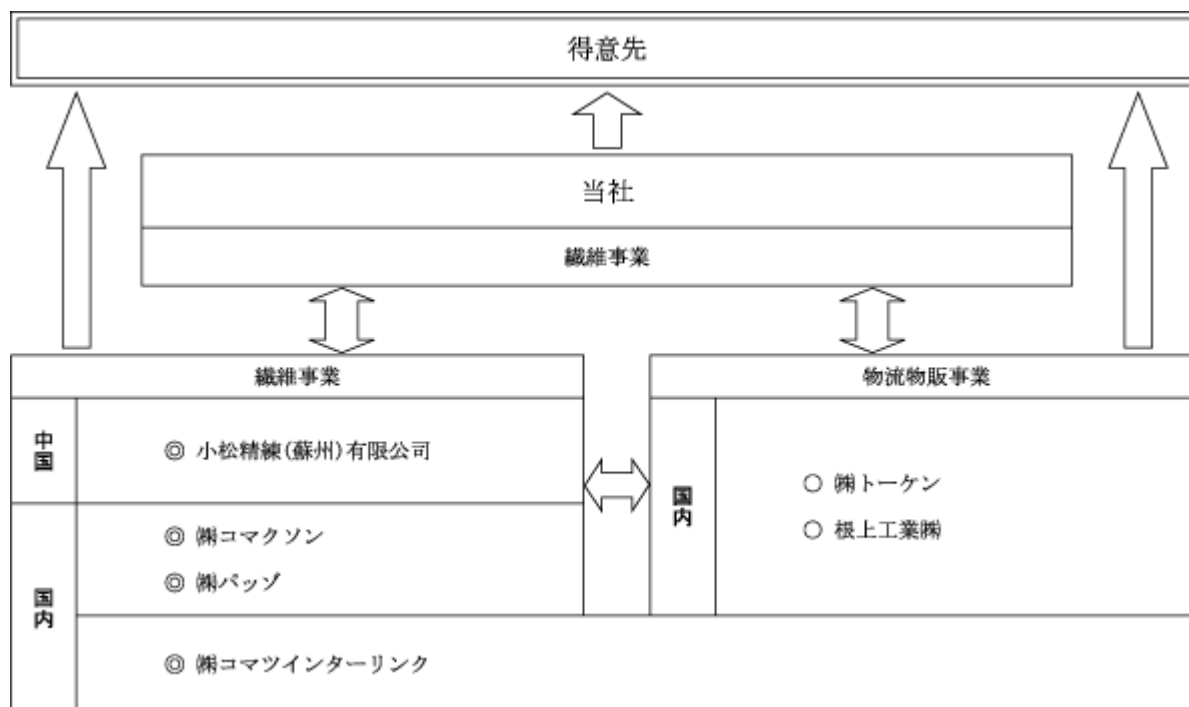 得意先
当社
繊維事業
繊維事業
中国
◎ 小松精練(蘇州)有限公司
国内
◎ ㈱コマクソン
◎ ㈱パッゾ
◎ ㈱コマツインターリンク
物流物販事業
国内
○ ㈱トーケン
○ 根上工業㈱